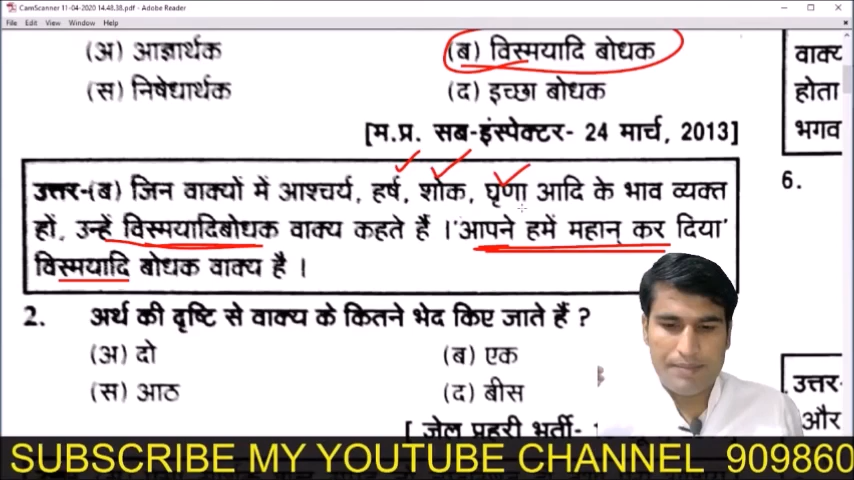 CamScanner 11-04-2020 14.48.38.pdf - Adobe Reader
File Edit View Window Help
(अ) आज्ञार्थक (ब) विस्मयादि बोधक
(स) निषेधार्थक (द) इच्छा बोधक
[म.प्र. सब-इंस्पेक्टर- 24 मार्च, 2013]
उत्तर-(ब) जिन वाक्यों में आश्चर्य, हर्ष, शोक, घृणा आदि के भाव व्यक्त
हों, उन्हें विस्मयादिबोधक वाक्य कहते हैं ।'आपने हमें महान् कर दिया'
विस्मयादि बोधक वाक्य है ।
2. अर्थ की दृष्टि से वाक्य के कितने भेद किए जाते हैं ?
(अ) दो (ब) एक
(स) आठ (द) बीस
[ जेल प्रहरी भर्ती-
वाक्य
होता
भगव
6.
उत्तर-
और
SUBSCRIBE MY YOUTUBE CHANNEL 909860